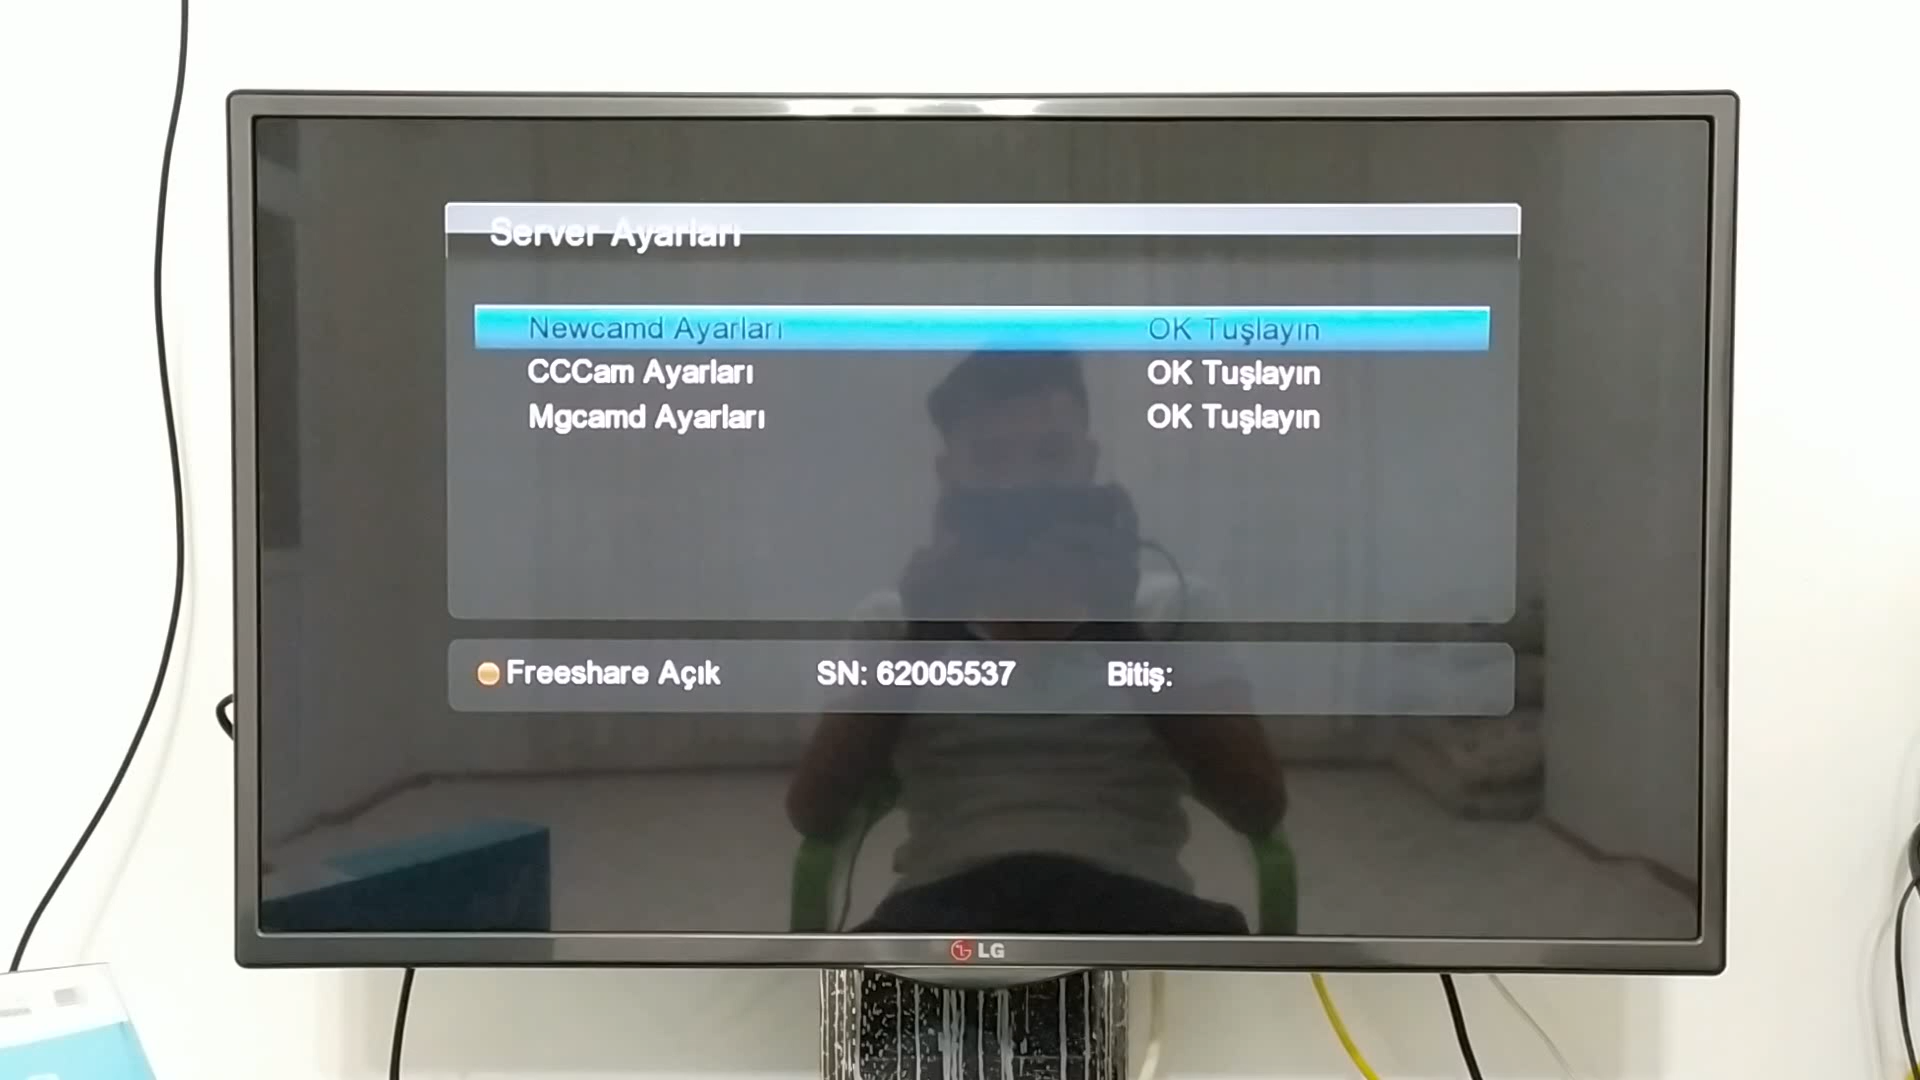 Server Ayarları
Newcamd Ayarları OK Tuşlayın
CCCam Ayarları OK Tuşlayın
Mgcamd Ayarları OK Tuşlayın
Freeshare Açık SN: 62005537 Bitiş:
LG